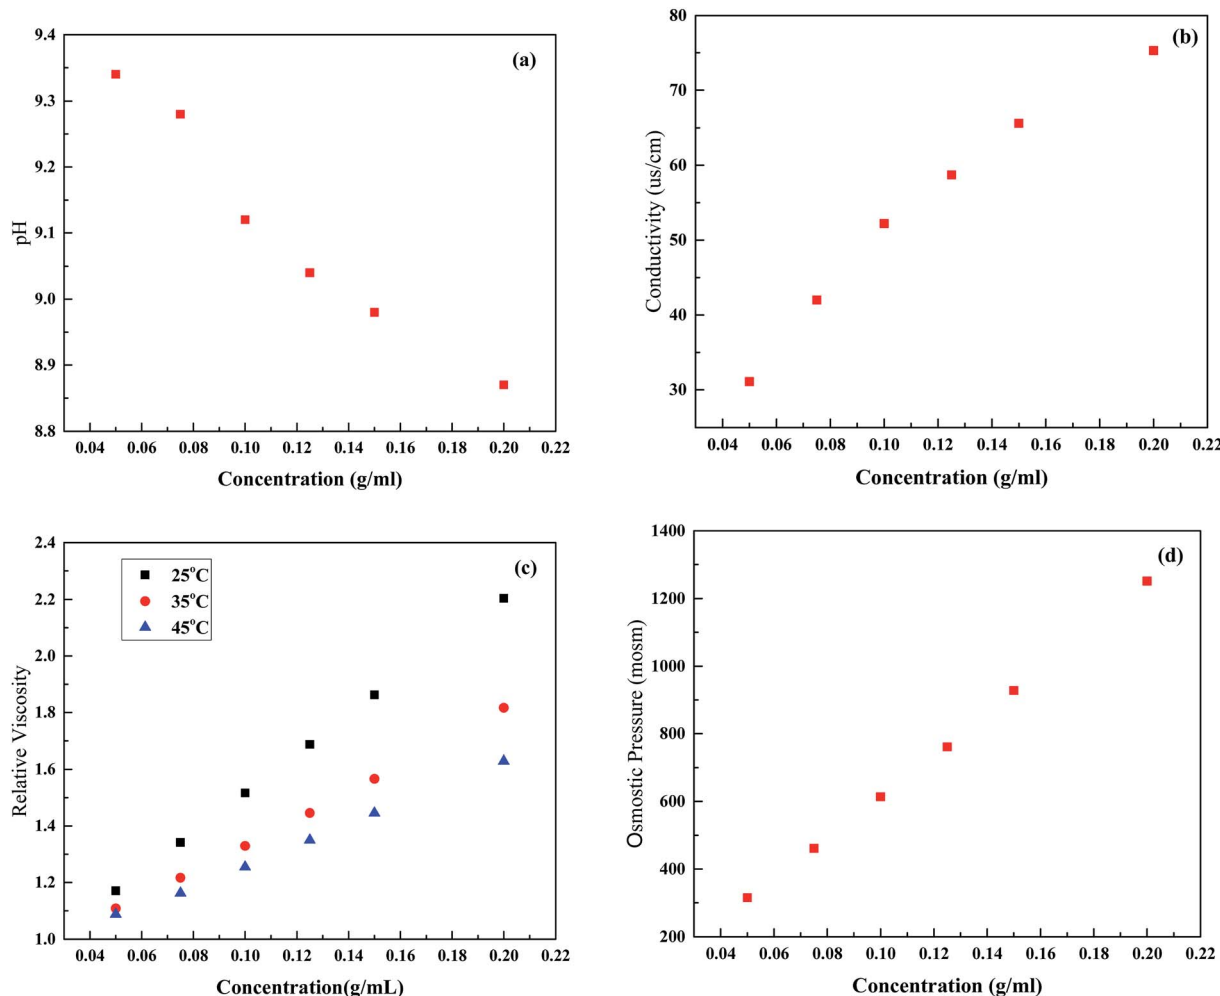 (a)
9.4
9.3
9.2
9.1
9.0
8.9
8.8
pH
0.04 0.06 0.08 0.10 0.12 0.14 0.16 0.18 0.20 0.22
Concentration (g/ml)
(b)
80
70
60
50
40
30
Conductivity (us/cm)
0.04 0.06 0.08 0.10 0.12 0.14 0.16 0.18 0.20 0.22
Concentration (g/ml)
(c)
25°C
35°C
45°C
2.4
2.2
2.0
1.8
1.6
1.4
1.2
1.0
Relative Viscosity
0.04 0.06 0.08 0.10 0.12 0.14 0.16 0.18 0.20 0.22
Concentration(g/mL)
(d)
1400
1200
1000
800
600
400
200
Osmostic Pressure (mosm)
0.04 0.06 0.08 0.10 0.12 0.14 0.16 0.18 0.20 0.22
Concentration (g/ml)